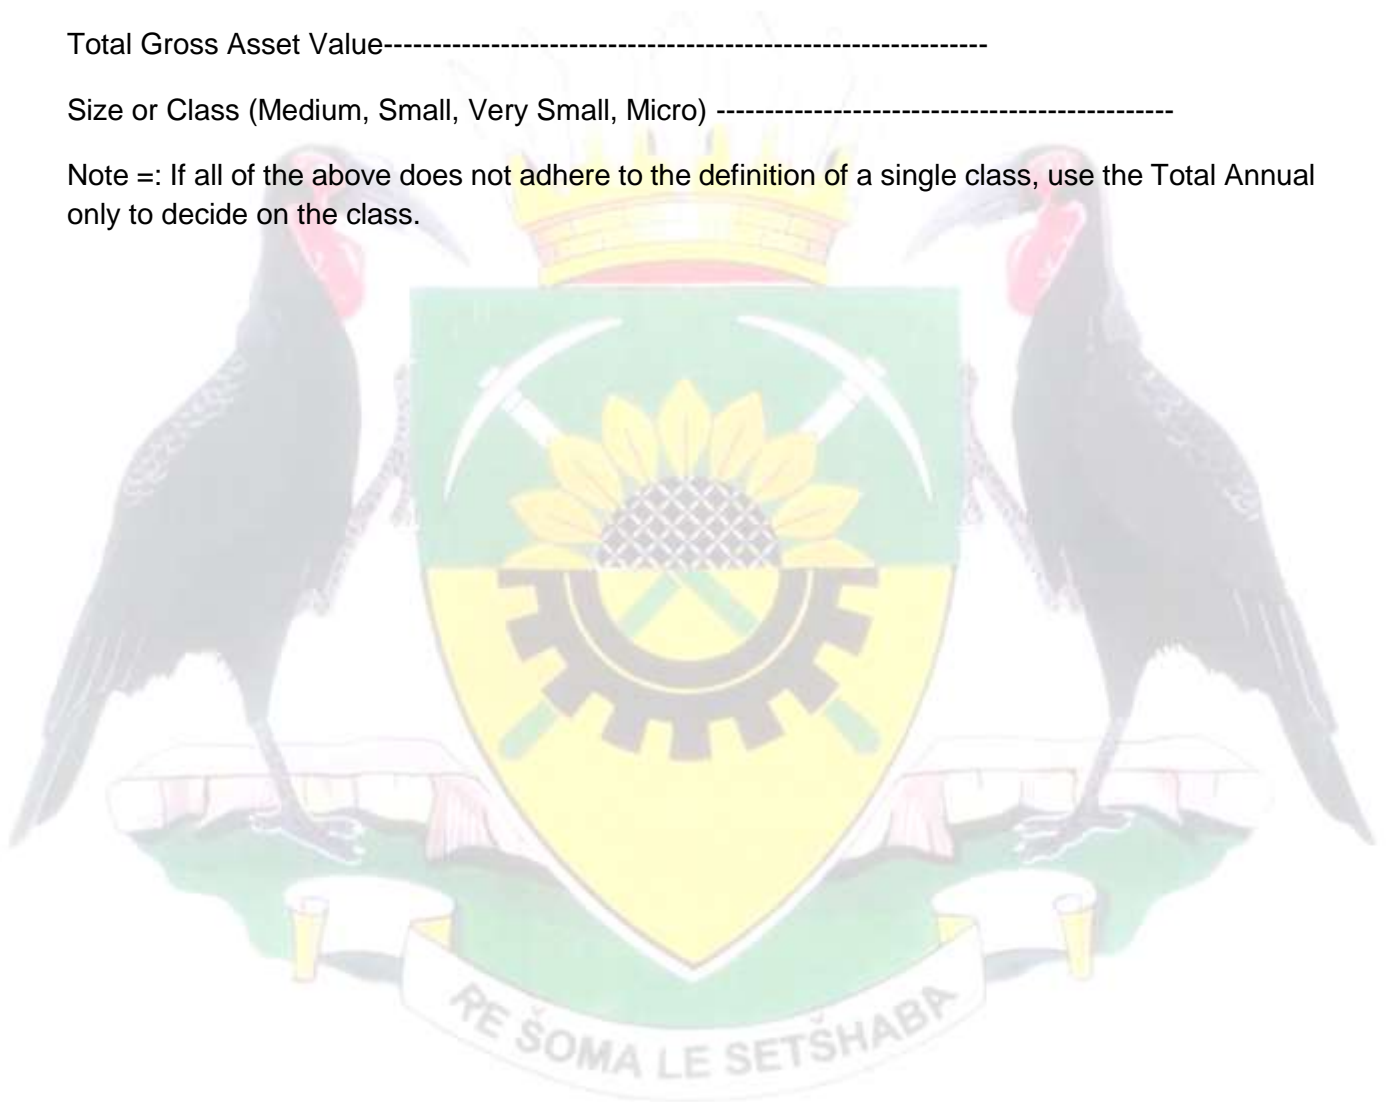 Total Gross Asset Value--------------------------------------------------------------
Size or Class (Medium, Small, Very Small, Micro) -----------------------------------------------
Note =: If all of the above does not adhere to the definition of a single class, use the Total Annual
only to decide on the class.
RE ŠOMA LE SETŠHABA